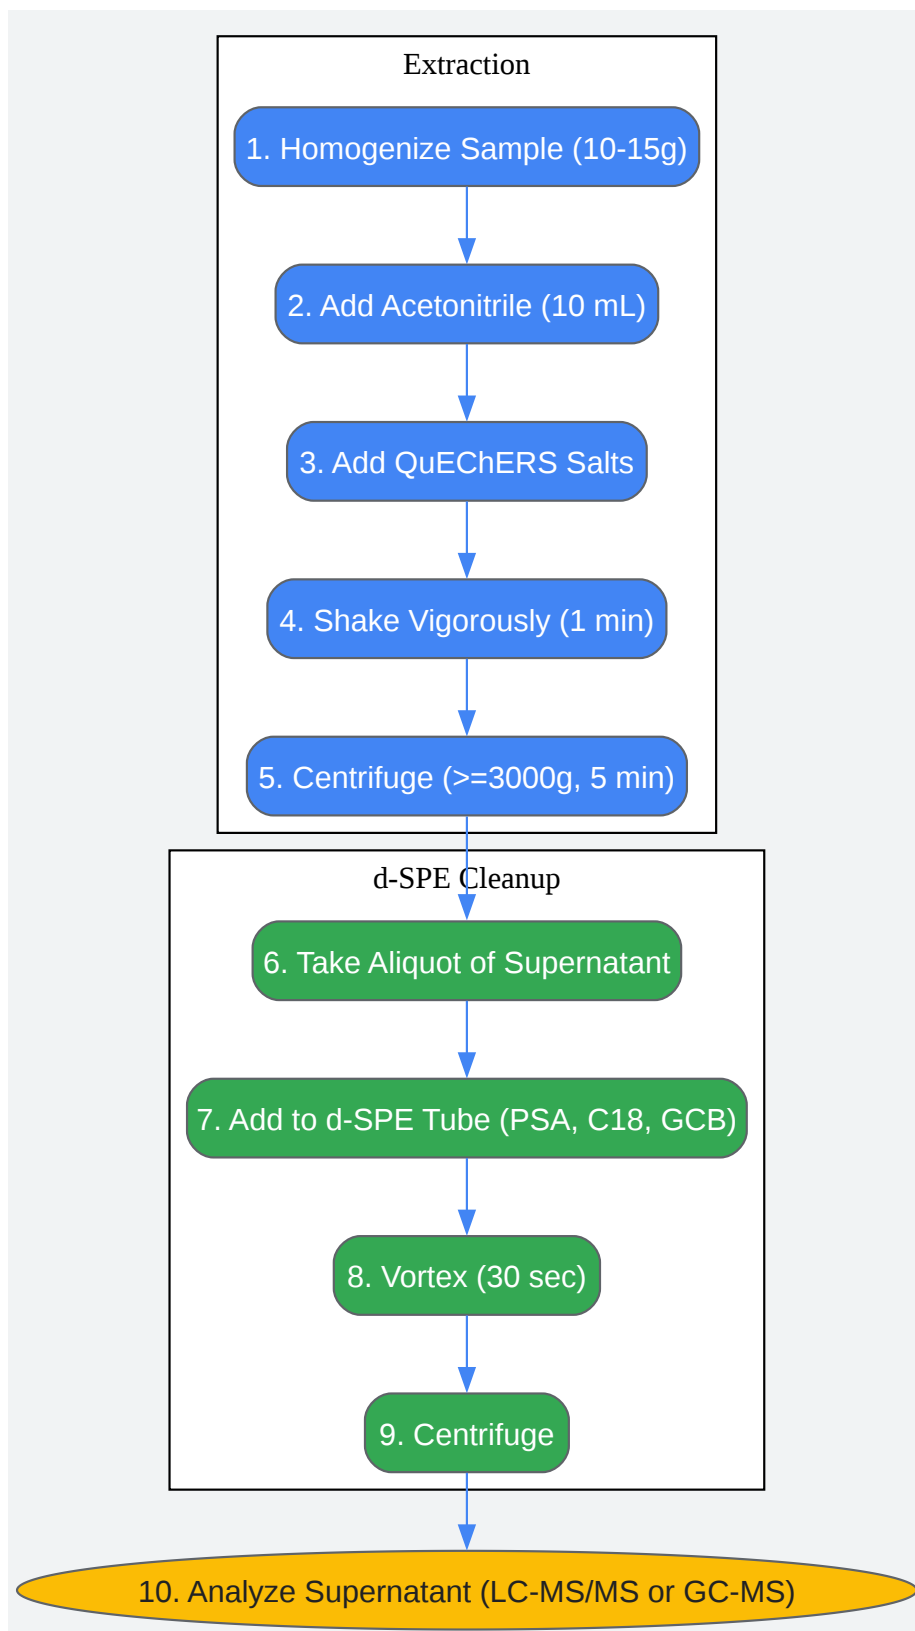 Extraction
1. Homogenize Sample (10-15g)
2. Add Acetonitrile (10 mL)
3. Add QuEChERS Salts
4. Shake Vigorously (1 min)
5. Centrifuge (>=3000g, 5 min)
d-SPE Cleanup
6. Take Aliquot of Supernatant
7. Add to d-SPE Tube (PSA, C18, GCB)
8. Vortex (30 sec)
9. Centrifuge
10. Analyze Supernatant (LC-MS/MS or GC-MS)